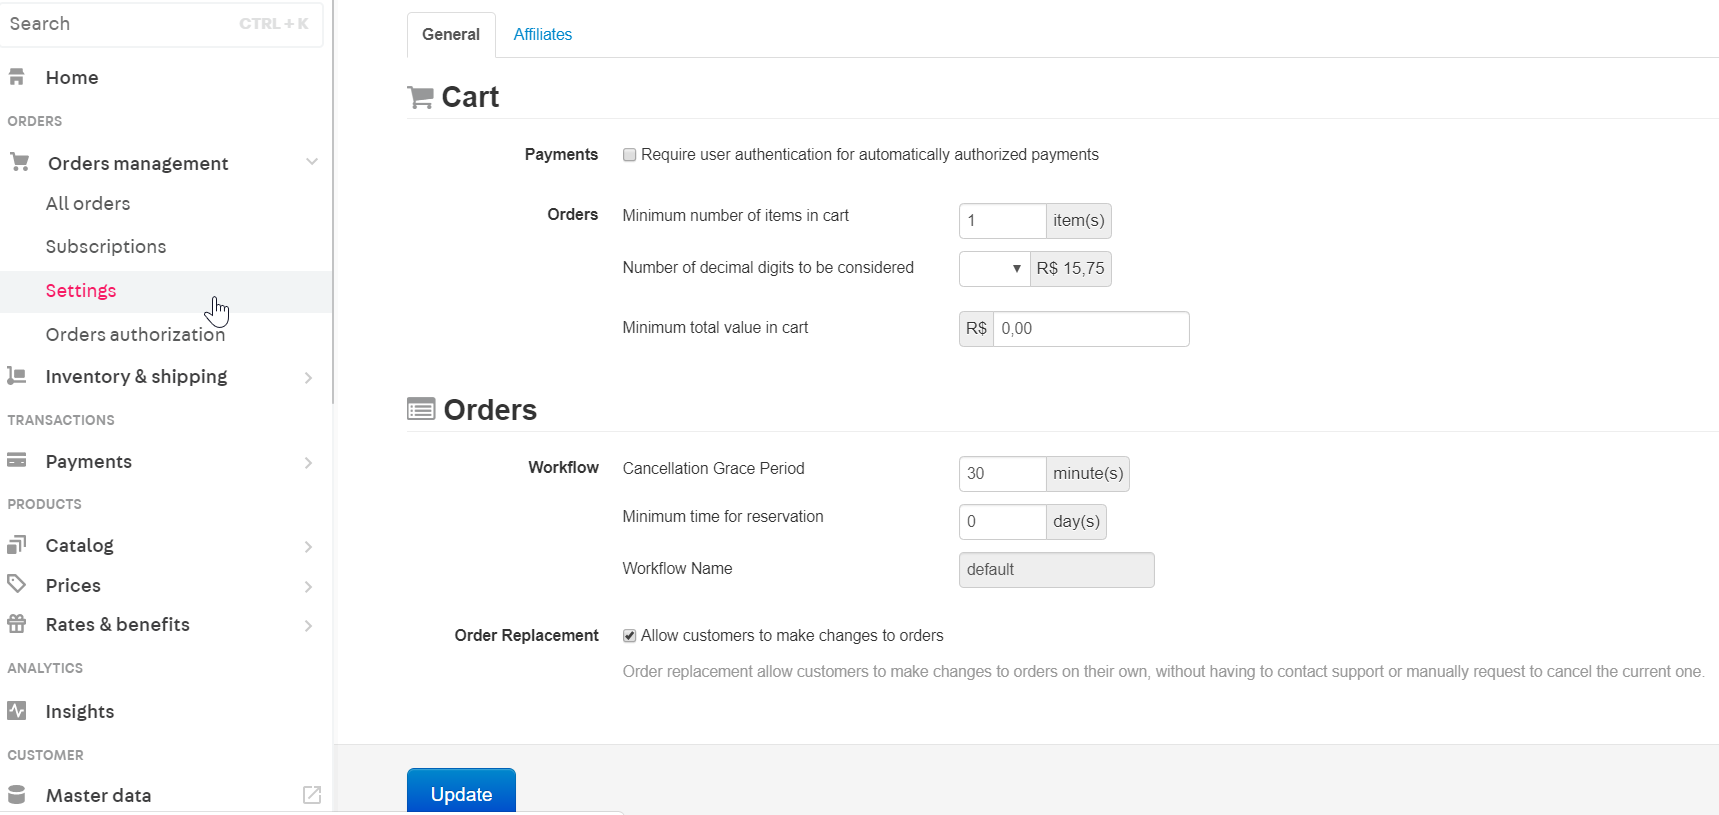 Search CTRL + K
Home
ORDERS
Orders management
All orders
Subscriptions
Settings
Orders authorization
Inventory & shipping
TRANSACTIONS
Payments
PRODUCTS
Catalog
Prices
Rates & benefits
ANALYTICS
Insights
CUSTOMER
Master data
General Affiliates
Cart
Payments Require user authentication for automatically authorized payments
Orders Minimum number of items in cart 1 item(s)
Number of decimal digits to be considered R$ 15,75
Minimum total value in cart R$ 0,00
Orders
Workflow Cancellation Grace Period 30 minute(s)
Minimum time for reservation 0 day(s)
Workflow Name default
Order Replacement Allow customers to make changes to orders
Order replacement allow customers to make changes to orders on their own, without having to contact support or manually request to cancel the current one.
Update